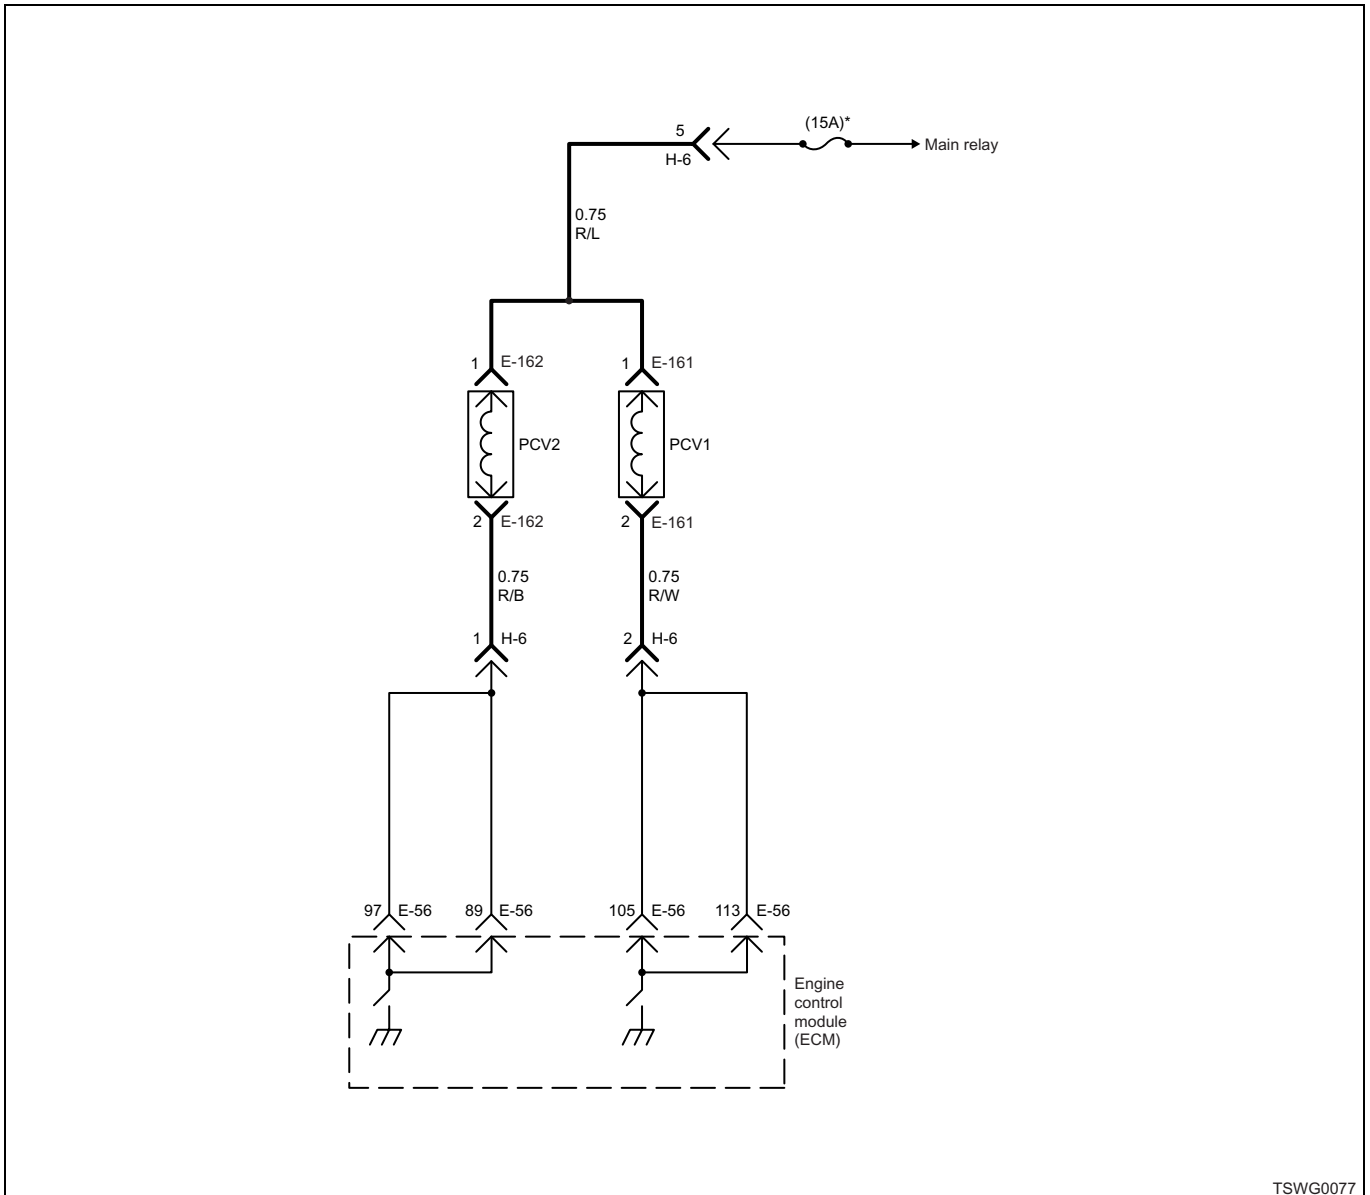 (15A)*
5
H-6
Main relay
0.75
R/L
1 E-162
1 E-161
PCV2
PCV1
2 E-162
2 E-161
0.75
R/B
0.75
R/W
1 H-6
2 H-6
97 E-56
89 E-56
105 E-56
113 E-56
Engine
control
module
(ECM)
TSWG0077